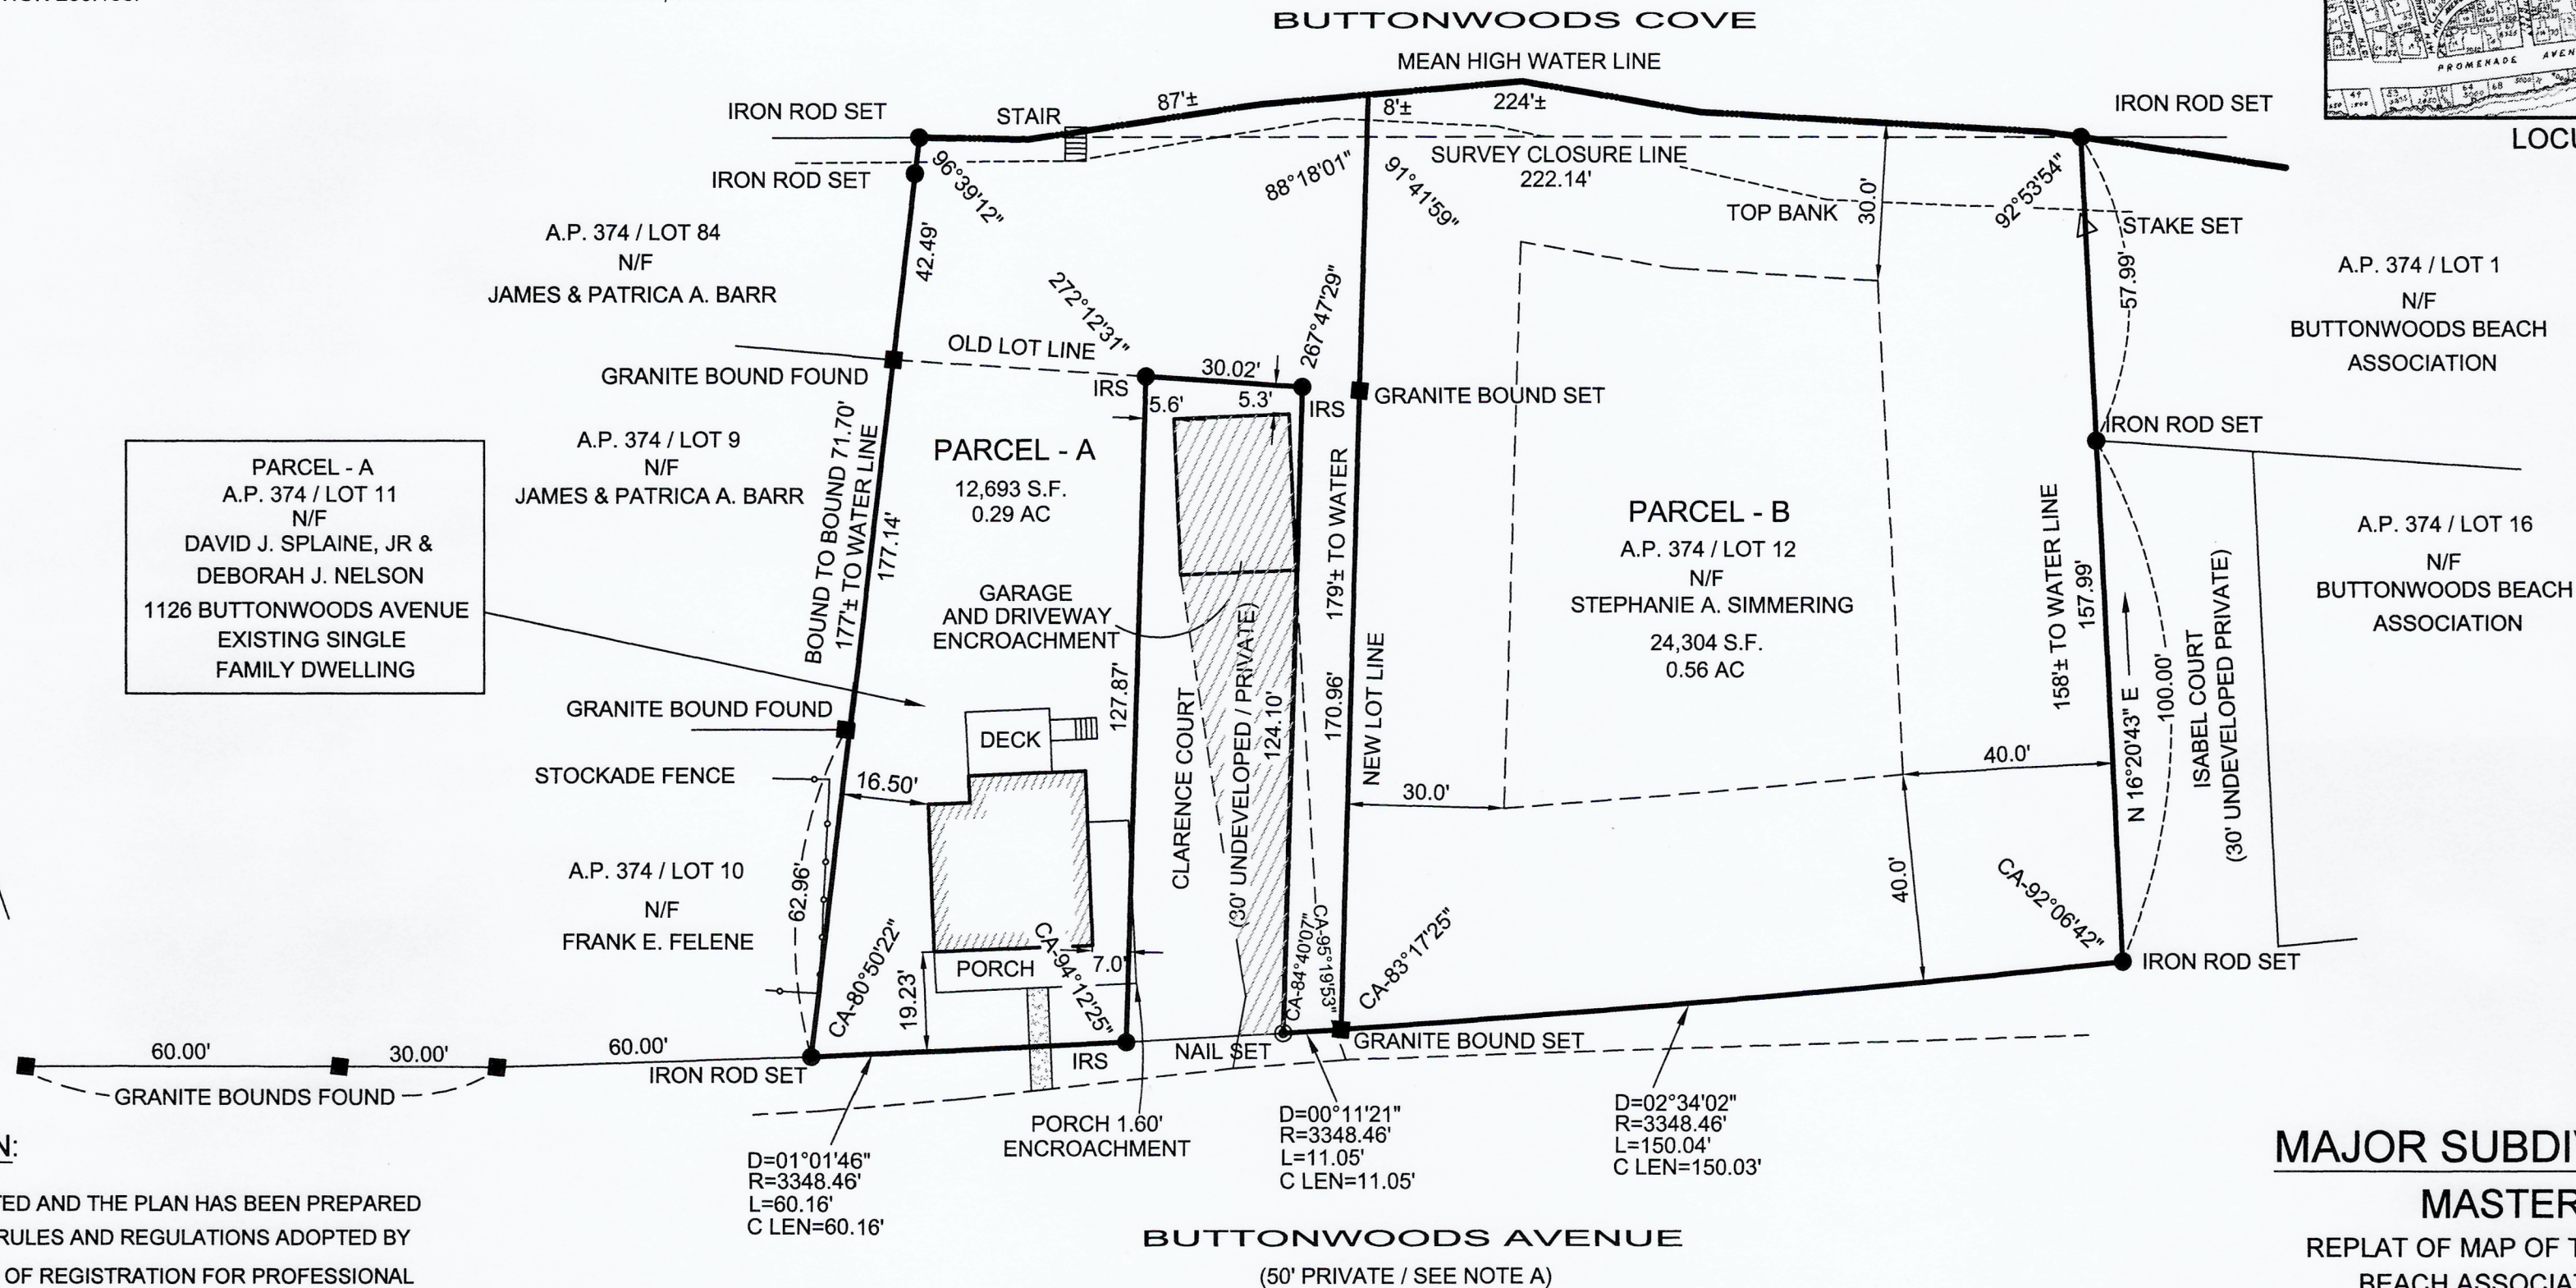 BUTTONWOODS COVE
MEAN HIGH WATER LINE
PROMENADE
IRON ROD SET
STAIR
87'±
8'±
224'±
IRON ROD SET
LOCU
IRON ROD SET
96°39'12"
88°18'01"
91°41'59"
SURVEY CLOSURE LINE
222.14'
TOP BANK
30.0'
92°53'54"
STAKE SET
57.99'
A.P. 374 / LOT 84
N/F
JAMES & PATRICA A. BARR
42.49'
272°12'31"
267°47'29"
A.P. 374 / LOT 1
N/F
BUTTONWOODS BEACH
ASSOCIATION
OLD LOT LINE
GRANITE BOUND FOUND
IRS
30.02'
5.6'
5.3'
IRS
GRANITE BOUND SET
IRON ROD SET
A.P. 374 / LOT 9
N/F
JAMES & PATRICA A. BARR
BOUND TO BOUND 71.70'
177'± TO WATER LINE
177.14'
PARCEL - A
12,693 S.F.
0.29 AC
PARCEL - A
A.P. 374 / LOT 11
N/F
DAVID J. SPLAINE, JR &
DEBORAH J. NELSON
1126 BUTTONWOODS AVENUE
EXISTING SINGLE
FAMILY DWELLING
GARAGE
AND DRIVEWAY
ENCROACHMENT
127.87'
CLARENCE COURT
(30' UNDEVELOPED / PRIVATE)
124.10'
179'± TO WATER
170.96'
NEW LOT LINE
PARCEL - B
A.P. 374 / LOT 12
N/F
STEPHANIE A. SIMMERING
24,304 S.F.
0.56 AC
158'± TO WATER LINE
157.99'
N 16°20'43" E
100.00'
ISABEL COURT
(30' UNDEVELOPED PRIVATE)
A.P. 374 / LOT 16
N/F
BUTTONWOODS BEACH
ASSOCIATION
GRANITE BOUND FOUND
DECK
STOCKADE FENCE
16.50'
30.0'
40.0'
40.0'
A.P. 374 / LOT 10
N/F
FRANK E. FELENE
62.96'
CA-80°50'22"
19.23'
PORCH
CA-94°12'25"
7.0'
CA-84°40'07"
CA-95°19'53"
CA-83°17'25"
CA-92°06'42"
IRON ROD SET
60.00'
30.00'
60.00'
GRANITE BOUNDS FOUND
IRON ROD SET
IRS
NAIL SET
GRANITE BOUND SET
PORCH 1.60'
ENCROACHMENT
D=01°01'46"
R=3348.46'
L=60.16'
C LEN=60.16'
D=00°11'21"
R=3348.46'
L=11.05'
C LEN=11.05'
D=02°34'02"
R=3348.46'
L=150.04'
C LEN=150.03'
N:
TED AND THE PLAN HAS BEEN PREPARED
RULES AND REGULATIONS ADOPTED BY
OF REGISTRATION FOR PROFESSIONAL
BUTTONWOODS AVENUE
(50' PRIVATE / SEE NOTE A)
MAJOR SUBDI
MASTER
REPLAT OF MAP OF T
BEACH ASSOCIA